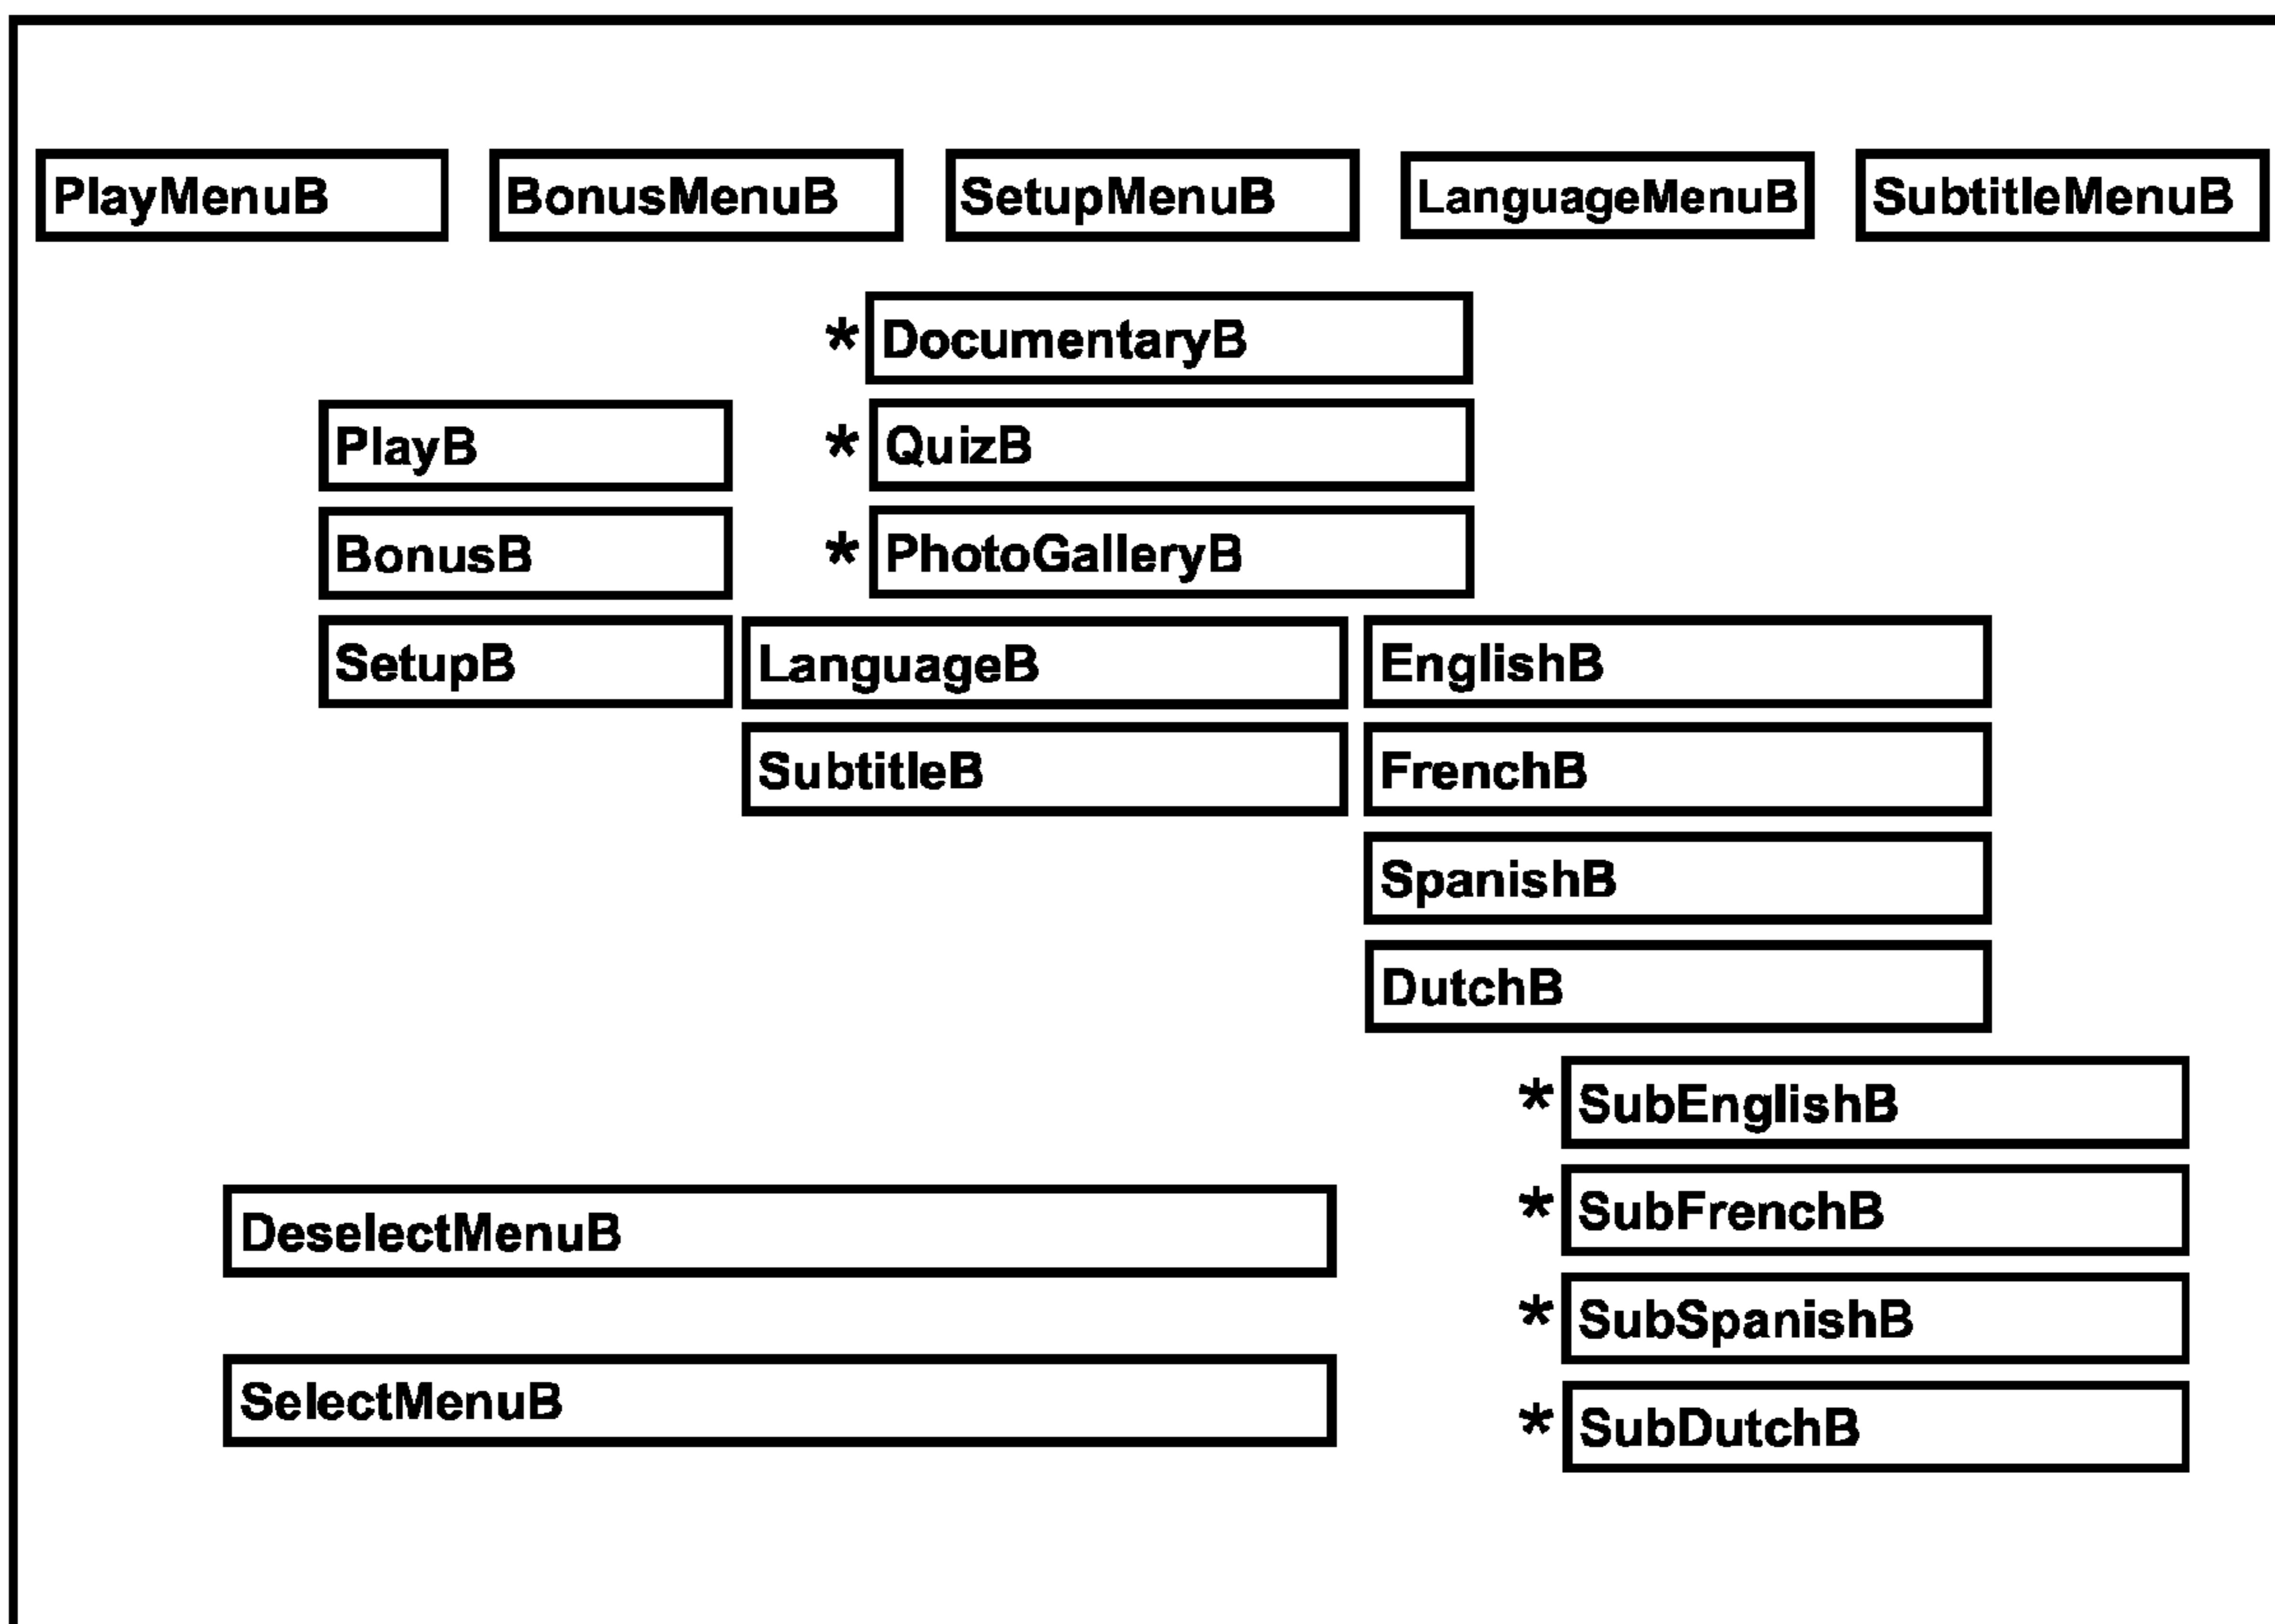 PlayMenuB BonusMenuB SetupMenuB LanguageMenuB SubtitleMenuB
* DocumentaryB
PlayB * QuizB
BonusB * PhotoGalleryB
SetupB LanguageB EnglishB
SubtitleB FrenchB
SpanishB
DutchB
* SubEnglishB
DeselectMenuB * SubFrenchB
* SubSpanishB
SelectMenuB * SubDutchB